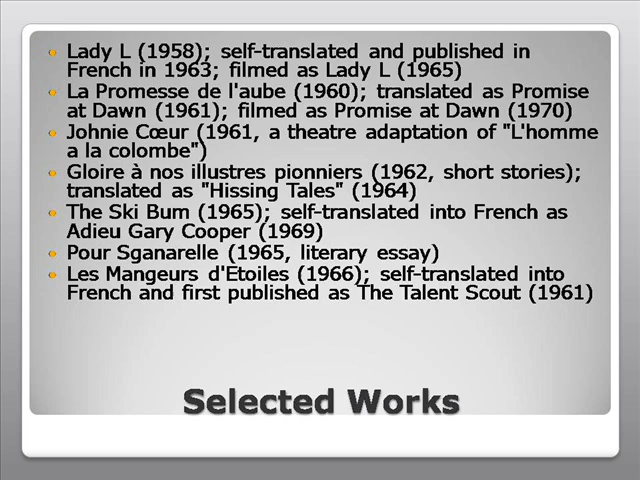 Lady L (1958); self-translated and published in
French in 1963; filmed as Lady L (1965)
La Promesse de l'aube (1960); translated as Promise
at Dawn (1961); filmed as Promise at Dawn (1970)
Johnie Cœur (1961, a theatre adaptation of "L'homme
a la colombe")
Gloire à nos illustres pionniers (1962, short stories);
translated as "Hissing Tales" (1964)
The Ski Bum (1965); self-translated into French as
Adieu Gary Cooper (1969)
Pour Sganarelle (1965, literary essay)
Les Mangeurs d'Etoiles (1966); self-translated into
French and first published as The Talent Scout (1961)
Selected Works